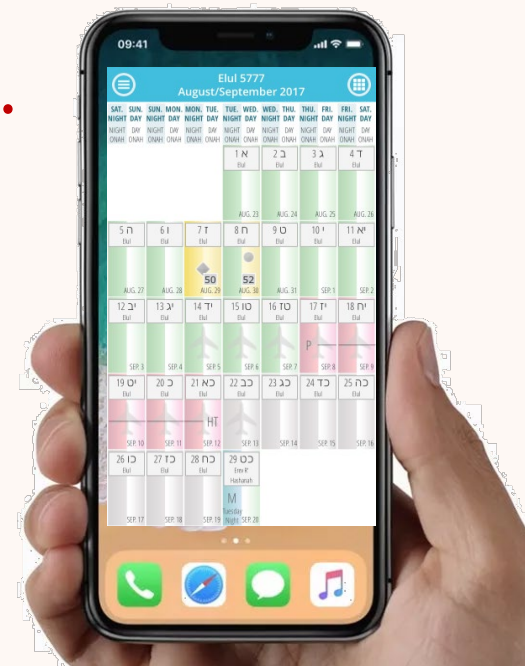 09:41
Elul 5777
August/September 2017
SAT. SUN. SUN. MON. MON. TUE. TUE. WED. WED. THU. THU. FRI. FRI. SAT.
NIGHT DAY NIGHT DAY NIGHT DAY NIGHT DAY NIGHT DAY NIGHT DAY NIGHT DAY
NIGHT DAY NIGHT DAY NIGHT DAY NIGHT DAY NIGHT DAY NIGHT DAY NIGHT DAY
ONAH ONAH ONAH ONAH ONAH ONAH ONAH ONAH ONAH ONAH ONAH ONAH ONAH ONAH
1 א 2 ב 3 ג 4 ד
Elul Elul Elul Elul
AUG. 23 AUG. 24 AUG. 25 AUG. 26
5 ה 6 ו 7 ז 8 ח 9 ט 10 י 11 יא
Elul Elul Elul Elul Elul Elul Elul
50 52
AUG. 27 AUG. 28 AUG. 29 AUG. 30 AUG. 31 SEP. 1 SEP. 2
12 יב 13 יג 14 יד 15 טו 16 טז 17 יז 18 יח
Elul Elul Elul Elul Elul Elul Elul
P
SEP. 3 SEP. 4 SEP. 5 SEP. 6 SEP. 7 SEP. 8 SEP. 9
19 יט 20 כ 21 כא 22 כב 23 כג 24 כד 25 כה
Elul Elul Elul Elul Elul Elul Elul
HT
SEP. 10 SEP. 11 SEP. 12 SEP. 13 SEP. 14 SEP. 15 SEP. 16
26 כו 27 כז 28 כח 29 כט
Elul Elul Elul Erev R'
Hashanah
M
Tuesday
Night
SEP. 17 SEP. 18 SEP. 19 SEP. 20